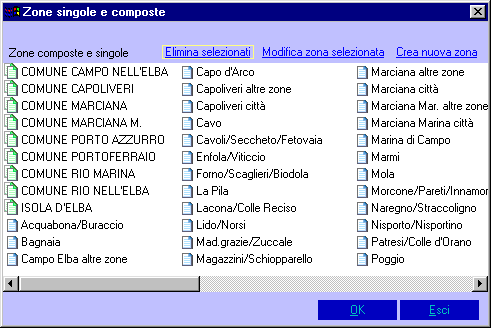 Zone singole e composte
Zone composte e singole
Elimina selezionati
Modifica zona selezionata
Crea nuova zona
COMUNE CAMPO NELL'ELBA
COMUNE CAPOLIVERI
COMUNE MARCIANA
COMUNE MARCIANA M.
COMUNE PORTO AZZURRO
COMUNE PORTOFERRAIO
COMUNE RIO MARINA
COMUNE RIO NELL'ELBA
ISOLA D'ELBA
Acquabona/Buraccio
Bagnaia
Campo Elba altre zone
Capo d'Arco
Capoliveri altre zone
Capoliveri città
Cavo
Cavoli/Seccheto/Fetovaia
Enfola/Viticcio
Forno/Scaglieri/Biodola
La Pila
Lacona/Colle Reciso
Lido/Norsi
Mad.grazie/Zuccale
Magazzini/Schiopparello
Marciana altre zone
Marciana città
Marciana Mar. altre zone
Marciana Marina città
Marina di Campo
Marmi
Mola
Morcone/Pareti/Innamor
Naregno/Straccoligno
Nisporto/Nisportino
Patresi/Colle d'Orano
Poggio
OK
Esci